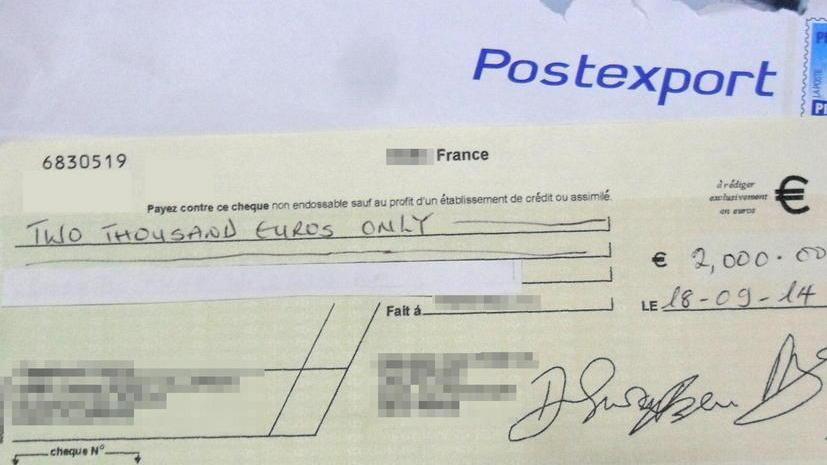 Postexport
6830519
France
à rédiger
exclusivement
en euros
€
Payez contre ce cheque non endossable sauf au profit d'un établissement de crédit ou assimilé.
TWO THOUSAND EUROS ONLY
€ 2,000.00
Fait à
LE 18-09-14
cheque N°